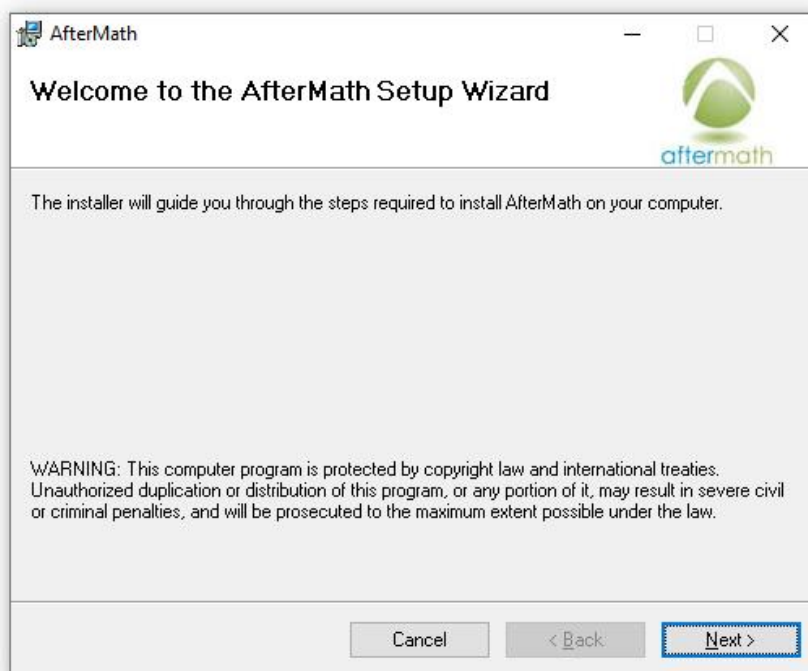 AfterMath
Welcome to the AfterMath Setup Wizard
aftermath
The installer will guide you through the steps required to install AfterMath on your computer.
WARNING: This computer program is protected by copyright law and international treaties.
Unauthorized duplication or distribution of this program, or any portion of it, may result in severe civil
or criminal penalties, and will be prosecuted to the maximum extent possible under the law.
Cancel
< Back
Next >